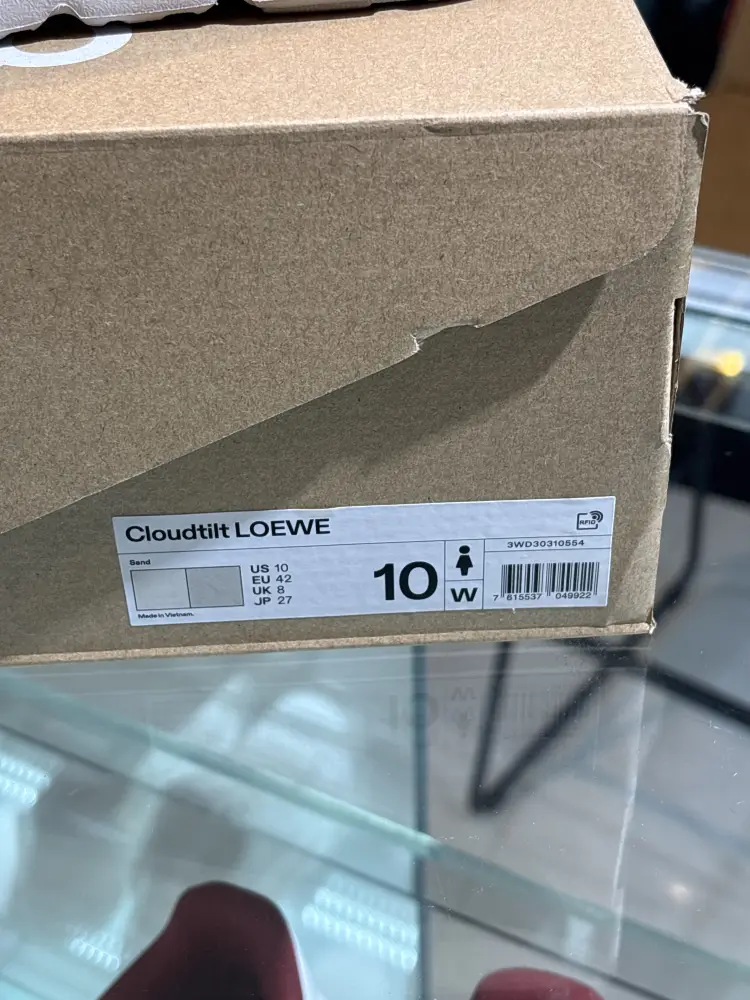 Cloudtilt LOEWE
RFID
Sand
US 10
EU 42
UK 8
JP 27
Made in Vietnam.
10
W
3WD30310554
7 615537 049922